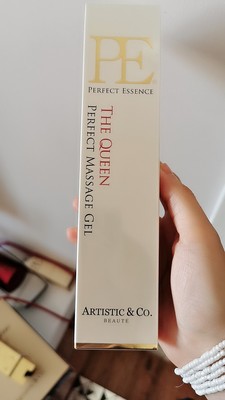 PE
PERFECT ESSENCE
THE QUEEN
PERFECT MASSAGE GEL
ARTISTIC & CO.
BEAUTÉ